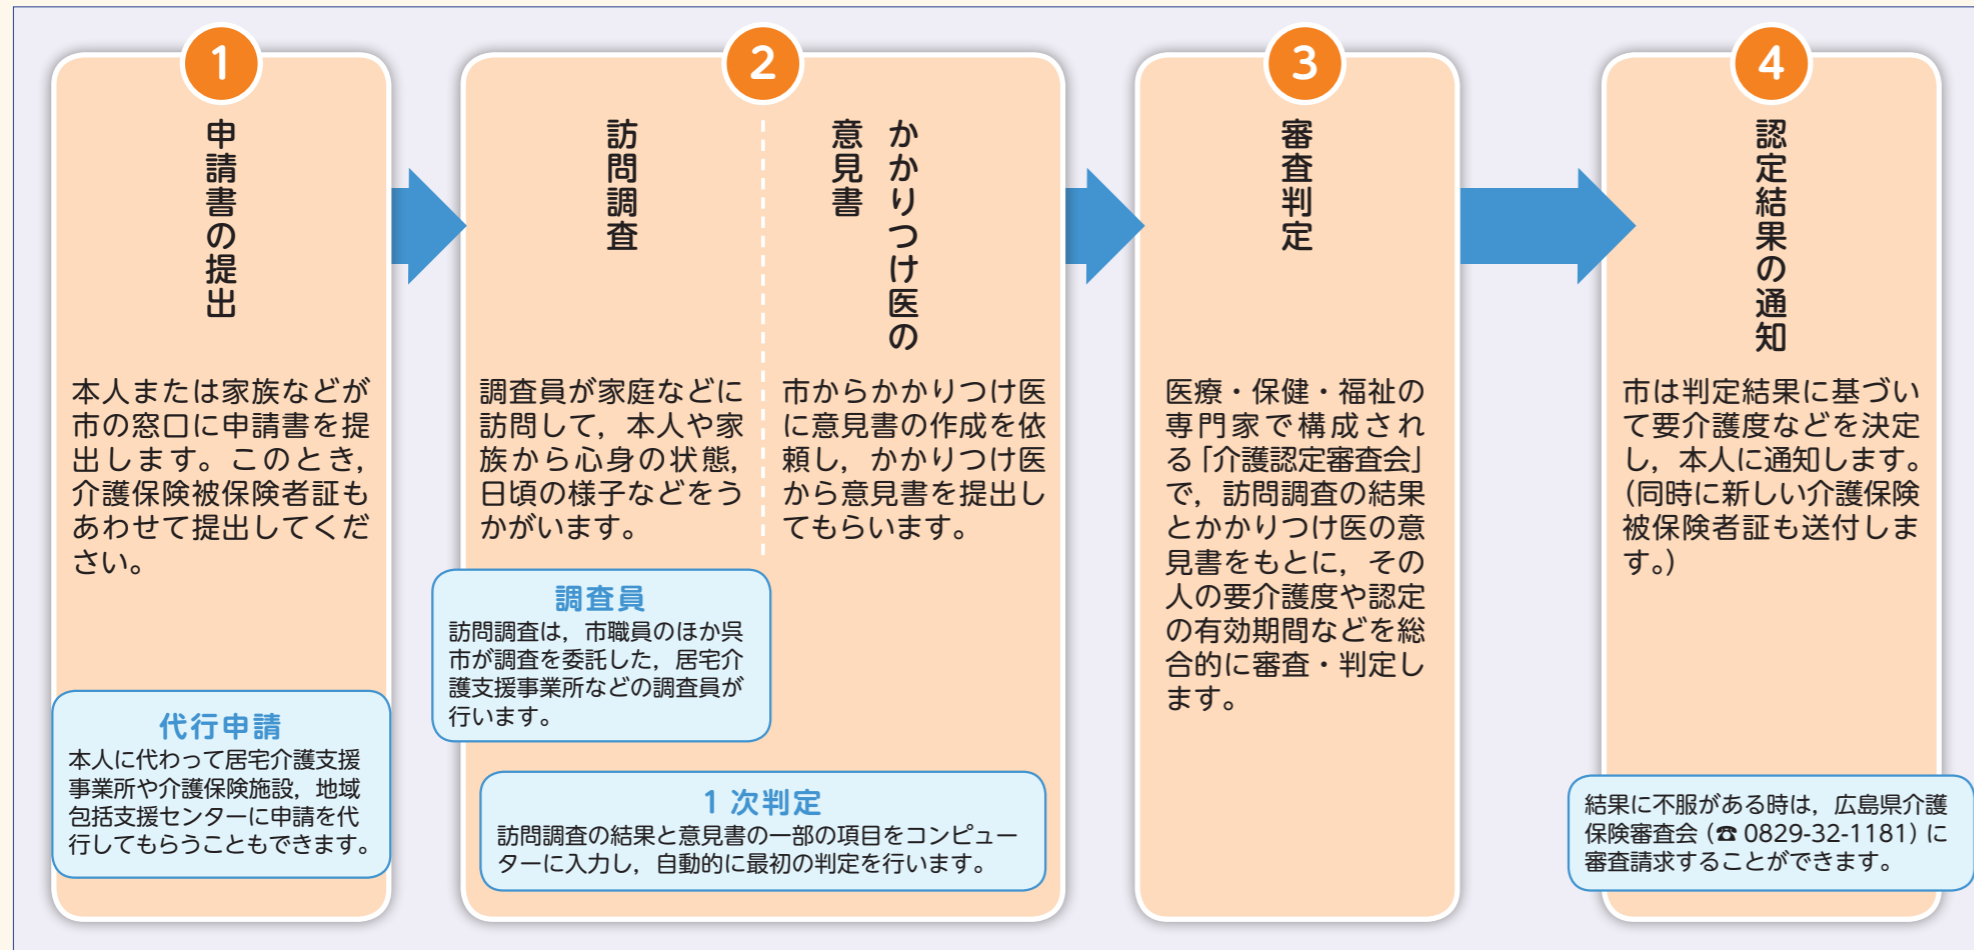 1
申請書の提出
本人または家族などが
市の窓口に申請書を提
出します。このとき，
介護保険被保険者証も
あわせて提出してくだ
さい。
代行申請
本人に代わって居宅介護支援
事業所や介護保険施設，地域
包括支援センターに申請を代
行してもらうこともできます。
2
訪問調査
調査員が家庭などに
訪問して，本人や家
族から心身の状態，
日頃の様子などをう
かがいます。
かかりつけ医の
意見書
市からかかりつけ医
に意見書の作成を依
頼し，かかりつけ医
から意見書を提出し
てもらいます。
調査員
訪問調査は，市職員のほか呉
市が調査を委託した，居宅介
護支援事業所などの調査員が
行います。
1 次判定
訪問調査の結果と意見書の一部の項目をコンピュー
ターに入力し，自動的に最初の判定を行います。
3
審査判定
医療・保健・福祉の
専門家で構成され
る「介護認定審査会」
で，訪問調査の結果
とかかりつけ医の意
見書をもとに，その
人の要介護度や認定
の有効期間などを総
合的に審査・判定し
ます。
4
認定結果の通知
市は判定結果に基づい
て要介護度などを決定
し，本人に通知します。
（同時に新しい介護保険
被保険者証も送付しま
す。）
結果に不服がある時は，広島県介護
保険審査会（☎ 0829-32-1181）に
審査請求することができます。